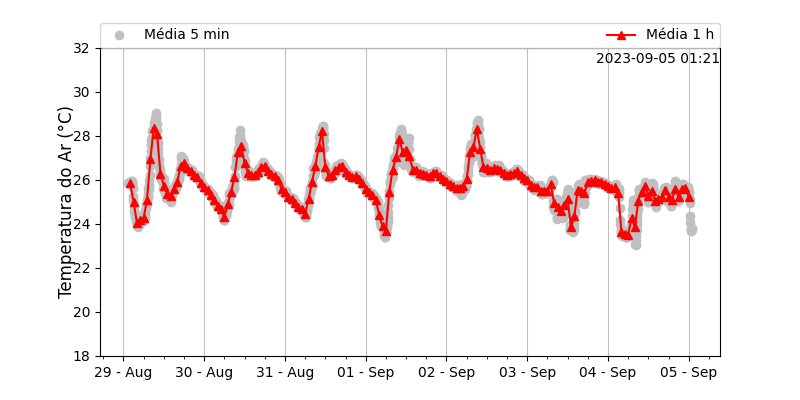 Média 5 min
Média 1 h
2023-09-05 01:21
Temperatura do Ar (°C)
32
30
28
26
24
22
20
18
29 - Aug
30 - Aug
31 - Aug
01 - Sep
02 - Sep
03 - Sep
04 - Sep
05 - Sep